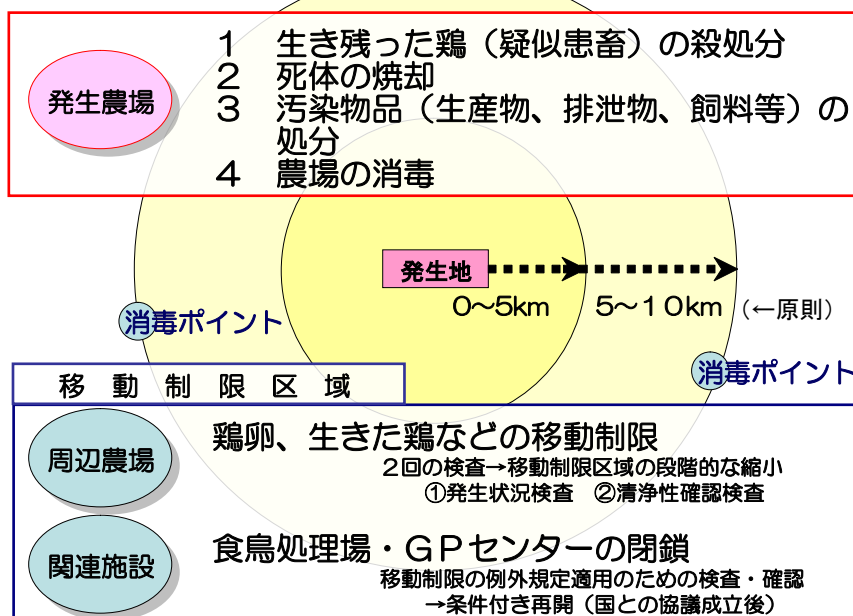 発生農場
1 生き残った鶏（疑似患畜）の殺処分
2 死体の焼却
3 汚染物品（生産物、排泄物、飼料等）の
処分
4 農場の消毒
発生地
0～5km 5～10km （←原則）
消毒ポイント
消毒ポイント
移動制限区域
周辺農場
鶏卵、生きた鶏などの移動制限
2回の検査→移動制限区域の段階的な縮小
①発生状況検査 ②清浄性確認検査
関連施設
食鳥処理場・GPセンターの閉鎖
移動制限の例外規定適用のための検査・確認
→条件付き再開（国との協議成立後）